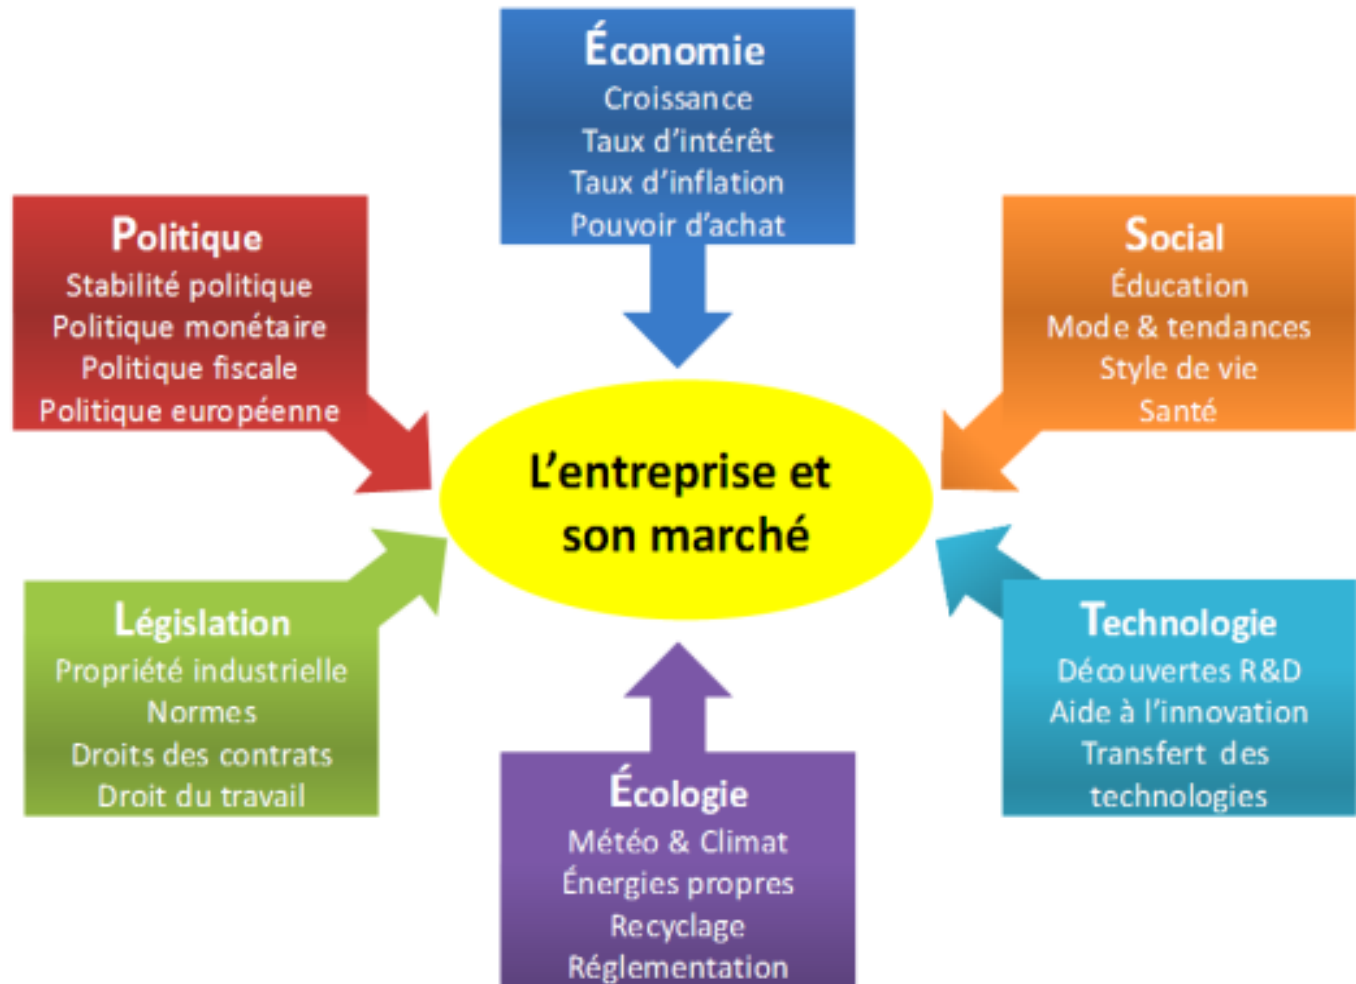 Économie
Croissance
Taux d'intérêt
Taux d'inflation
Pouvoir d'achat
Politique
Stabilité politique
Politique monétaire
Politique fiscale
Politique européenne
Social
Éducation
Mode & tendances
Style de vie
Santé
L'entreprise et
son marché
Législation
Propriété industrielle
Normes
Droits des contrats
Droit du travail
Technologie
Découvertes R&D
Aide à l'innovation
Transfert des
technologies
Écologie
Météo & Climat
Énergies propres
Recyclage
Réglementation